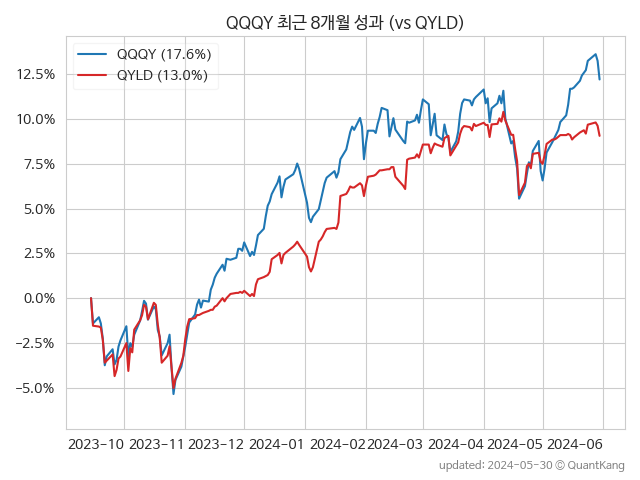 QQQY 최근 8개월 성과 (vs QYLD)
QQQY (17.6%)
QYLD (13.0%)
12.5%
10.0%
7.5%
5.0%
2.5%
0.0%
−2.5%
−5.0%
2023-10 2023-11 2023-12 2024-01 2024-02 2024-03 2024-04 2024-05 2024-06
updated: 2024-05-30 © QuantKang